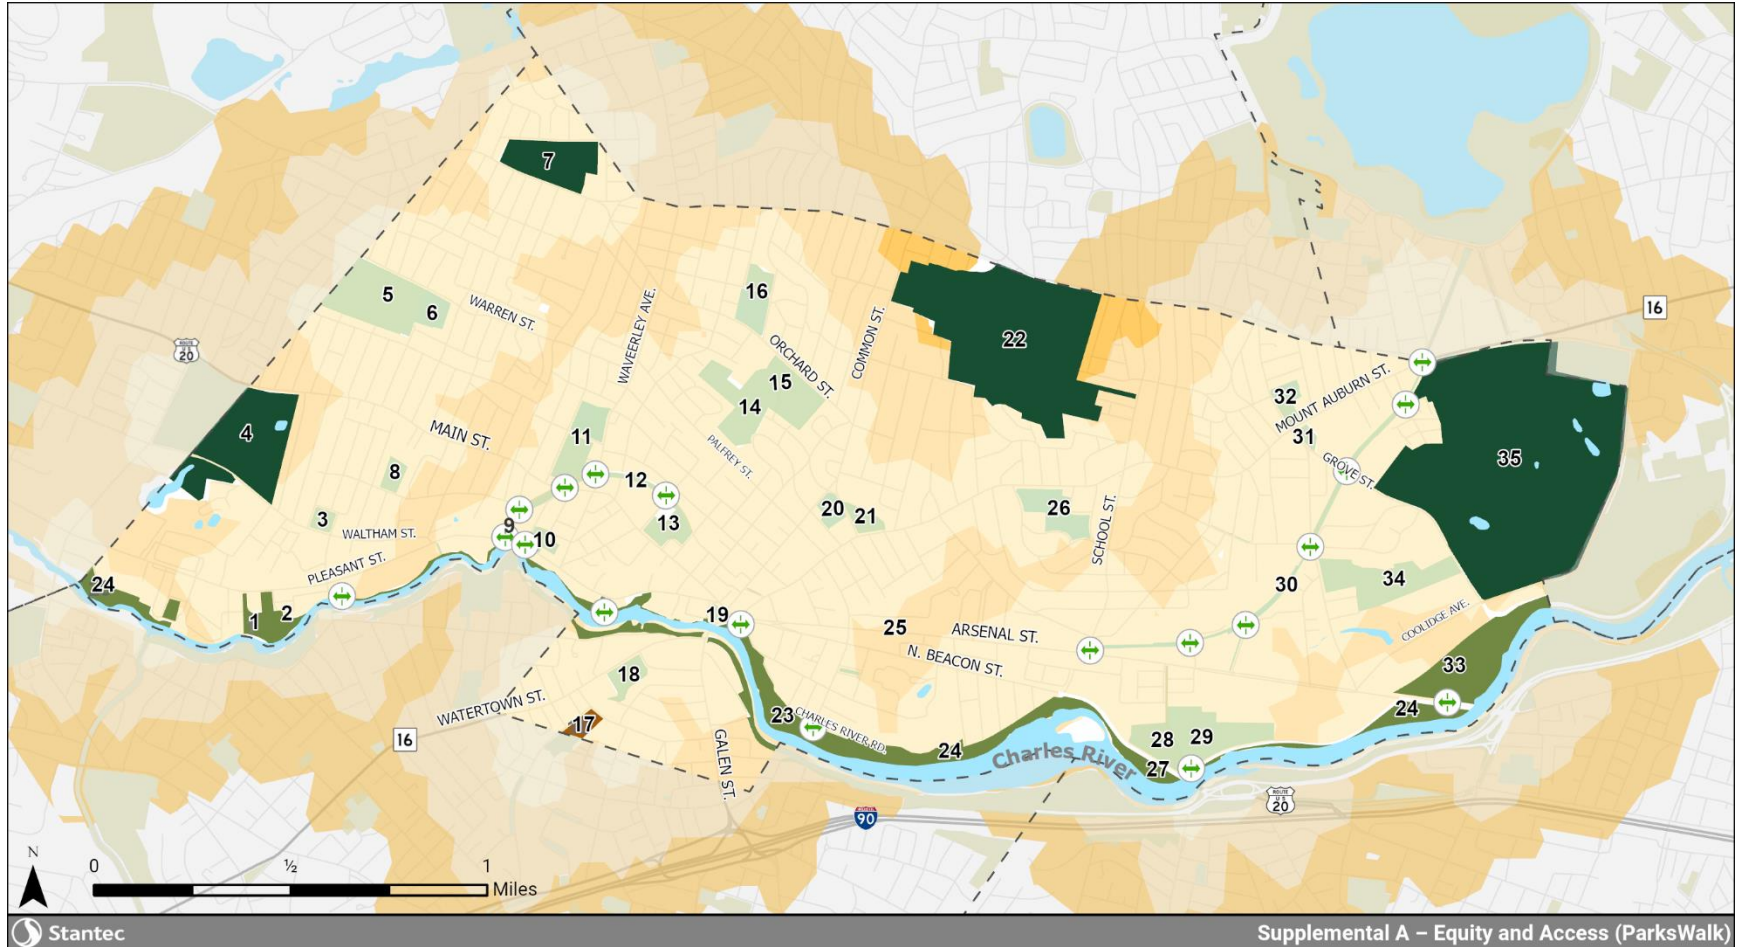 7
16
5
16
6
WARREN ST.
WAVEERLEY AVE.
COMMON ST.
22
ROUTE
U S
20
ORCHARD ST.
15
14
32
MOUNT AUBURN ST.
4
MAIN ST.
11
31
PALFREY ST.
GROVE ST.
35
8
12
3
13
20
21
26
SCHOOL ST.
9
WALTHAM ST.
10
PLEASANT ST.
24
34
30
1
2
19
25
ARSENAL ST.
COOLIDGE AVE.
N. BEACON ST.
33
18
WATERTOWN ST.
17
23
CHARLES RIVER RD.
24
24
16
GALEN ST.
28
29
Charles River
27
ROUTE
U S
20
90
N
0
½
1
Miles
Stantec
Supplemental A – Equity and Access (ParksWalk)